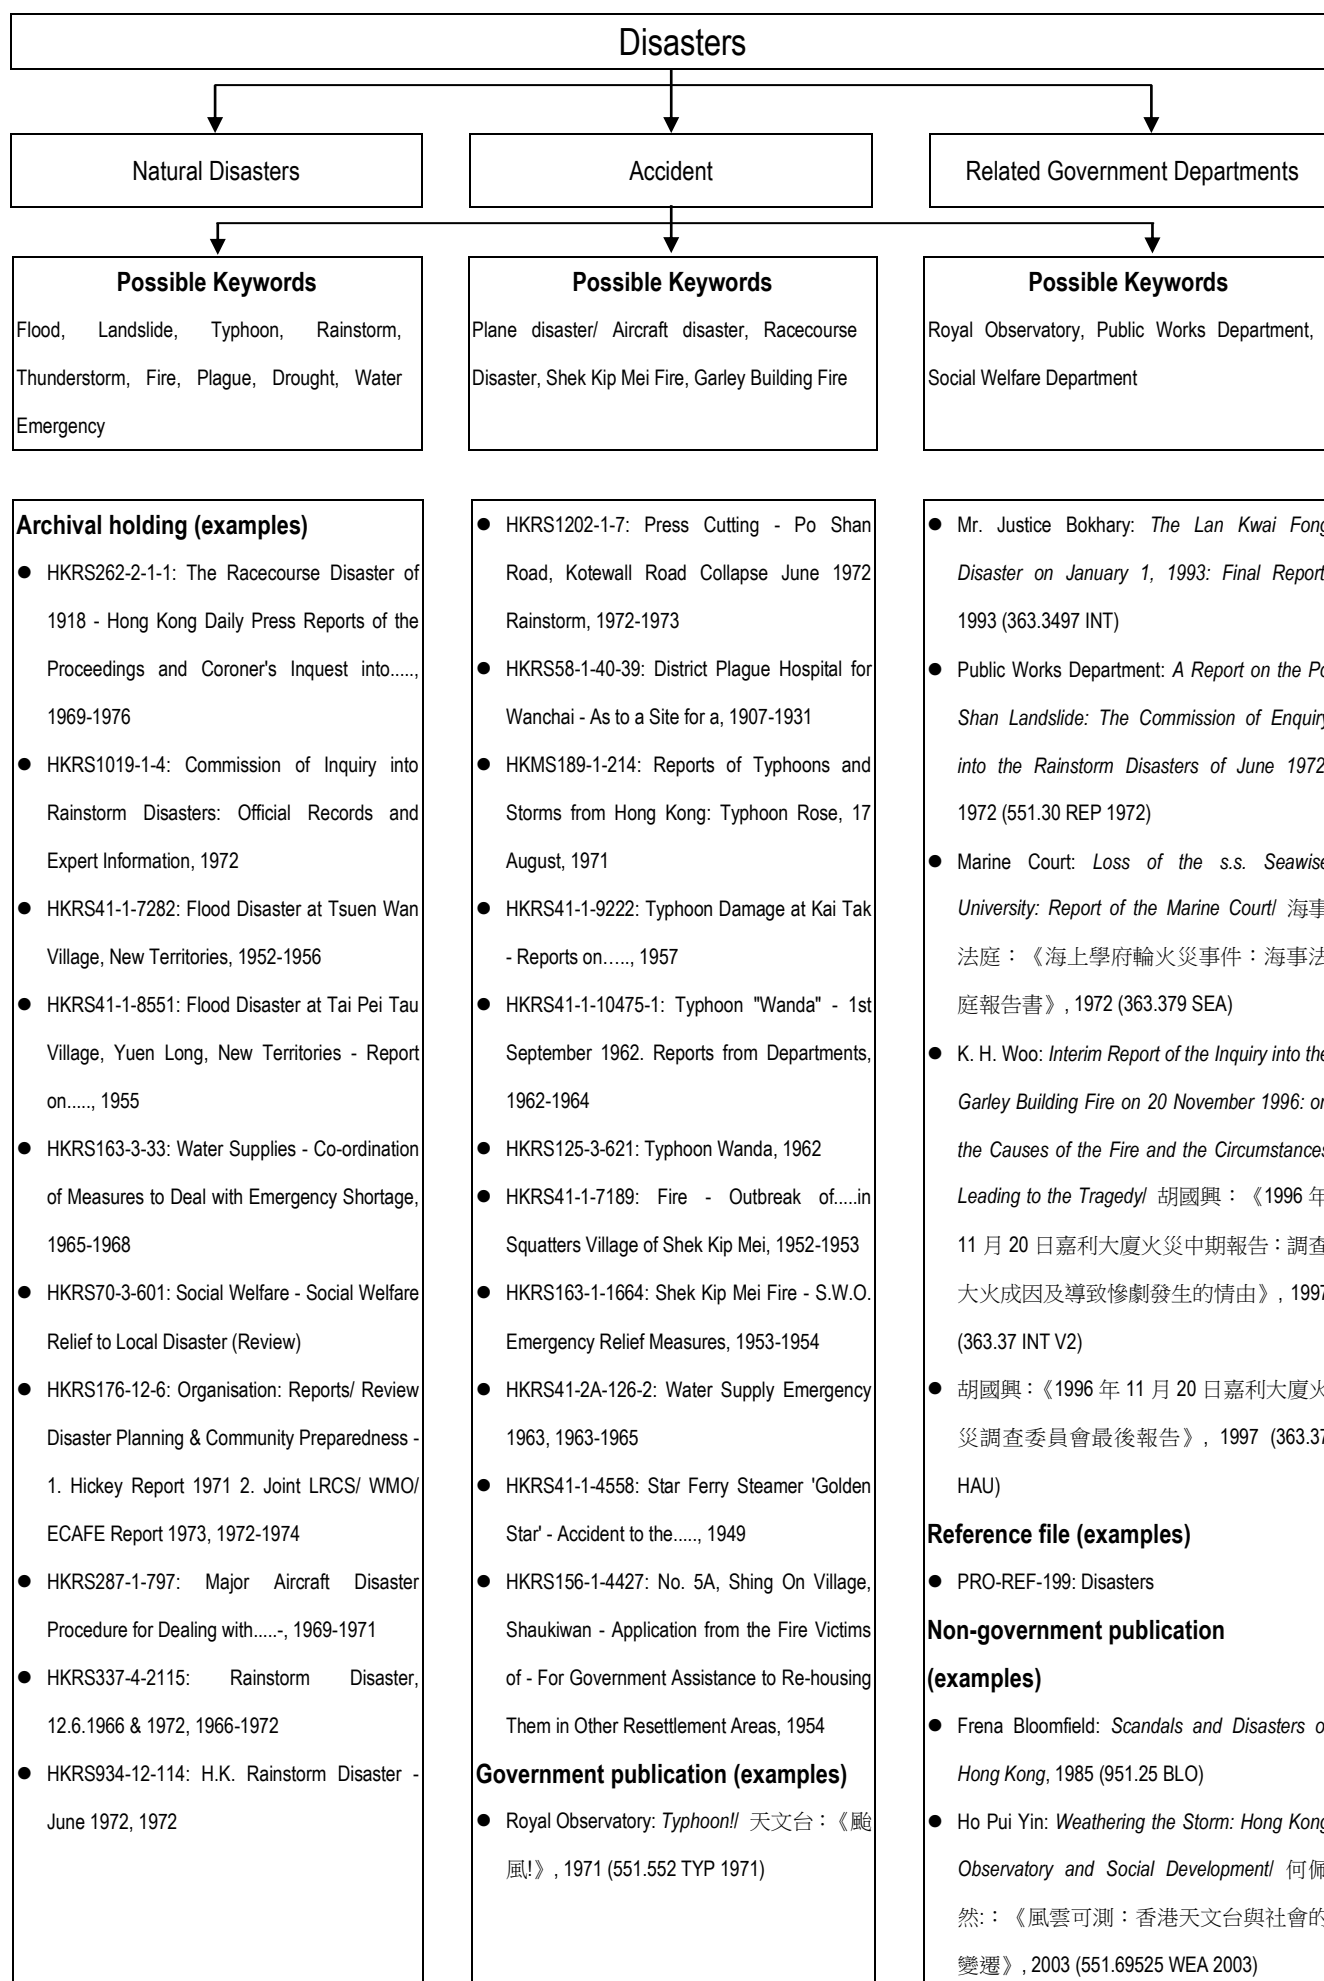 Disasters
Natural Disasters
Accident
Related Government Departments
Possible Keywords
Flood, Landslide, Typhoon, Rainstorm,
Thunderstorm, Fire, Plague, Drought, Water
Emergency
Possible Keywords
Plane disaster/ Aircraft disaster, Racecourse
Disaster, Shek Kip Mei Fire, Garley Building Fire
Possible Keywords
Royal Observatory, Public Works Department,
Social Welfare Department
Archival holding (examples)
● HKRS262-2-1-1: The Racecourse Disaster of
1918 - Hong Kong Daily Press Reports of the
Proceedings and Coroner's Inquest into.....,
1969-1976
● HKRS1019-1-4: Commission of Inquiry into
Rainstorm Disasters: Official Records and
Expert Information, 1972
● HKRS41-1-7282: Flood Disaster at Tsuen Wan
Village, New Territories, 1952-1956
● HKRS41-1-8551: Flood Disaster at Tai Pei Tau
Village, Yuen Long, New Territories - Report
on....., 1955
● HKRS163-3-33: Water Supplies - Co-ordination
of Measures to Deal with Emergency Shortage,
1965-1968
● HKRS70-3-601: Social Welfare - Social Welfare
Relief to Local Disaster (Review)
● HKRS176-12-6: Organisation: Reports/ Review
Disaster Planning & Community Preparedness -
1. Hickey Report 1971 2. Joint LRCS/ WMO/
ECAFE Report 1973, 1972-1974
● HKRS287-1-797: Major Aircraft Disaster
Procedure for Dealing with.....-, 1969-1971
● HKRS337-4-2115: Rainstorm Disaster,
12.6.1966 & 1972, 1966-1972
● HKRS934-12-114: H.K. Rainstorm Disaster -
June 1972, 1972
● HKRS1202-1-7: Press Cutting - Po Shan
Road, Kotewall Road Collapse June 1972
Rainstorm, 1972-1973
● HKRS58-1-40-39: District Plague Hospital for
Wanchai - As to a Site for a, 1907-1931
● HKMS189-1-214: Reports of Typhoons and
Storms from Hong Kong: Typhoon Rose, 17
August, 1971
● HKRS41-1-9222: Typhoon Damage at Kai Tak
- Reports on….., 1957
● HKRS41-1-10475-1: Typhoon "Wanda" - 1st
September 1962. Reports from Departments,
1962-1964
● HKRS125-3-621: Typhoon Wanda, 1962
● HKRS41-1-7189: Fire - Outbreak of.....in
Squatters Village of Shek Kip Mei, 1952-1953
● HKRS163-1-1664: Shek Kip Mei Fire - S.W.O.
Emergency Relief Measures, 1953-1954
● HKRS41-2A-126-2: Water Supply Emergency
1963, 1963-1965
● HKRS41-1-4558: Star Ferry Steamer 'Golden
Star' - Accident to the....., 1949
● HKRS156-1-4427: No. 5A, Shing On Village,
Shaukiwan - Application from the Fire Victims
of - For Government Assistance to Re-housing
Them in Other Resettlement Areas, 1954
Government publication (examples)
● Royal Observatory: Typhoon!/ 天文台：《颱
風!》, 1971 (551.552 TYP 1971)
● Mr. Justice Bokhary: The Lan Kwai Fong
Disaster on January 1, 1993: Final Report
1993 (363.3497 INT)
● Public Works Department: A Report on the Po
Shan Landslide: The Commission of Enquiry
into the Rainstorm Disasters of June 1972
1972 (551.30 REP 1972)
● Marine Court: Loss of the s.s. Seawise
University: Report of the Marine Court/ 海事
法庭：《海上學府輪火災事件：海事法
庭報告書》, 1972 (363.379 SEA)
● K. H. Woo: Interim Report of the Inquiry into the
Garley Building Fire on 20 November 1996: on
the Causes of the Fire and the Circumstances
Leading to the Tragedy/ 胡國興：《1996 年
11 月 20 日嘉利大廈火災中期報告：調查
大火成因及導致慘劇發生的情由》, 1997
(363.37 INT V2)
● 胡國興：《1996 年 11 月 20 日嘉利大廈火
災調查委員會最後報告》, 1997 (363.37
HAU)
Reference file (examples)
● PRO-REF-199: Disasters
Non-government publication
(examples)
● Frena Bloomfield: Scandals and Disasters o
Hong Kong, 1985 (951.25 BLO)
● Ho Pui Yin: Weathering the Storm: Hong Kong
Observatory and Social Development/ 何佩
然:：《風雲可測：香港天文台與社會的
變遷》, 2003 (551.69525 WEA 2003)